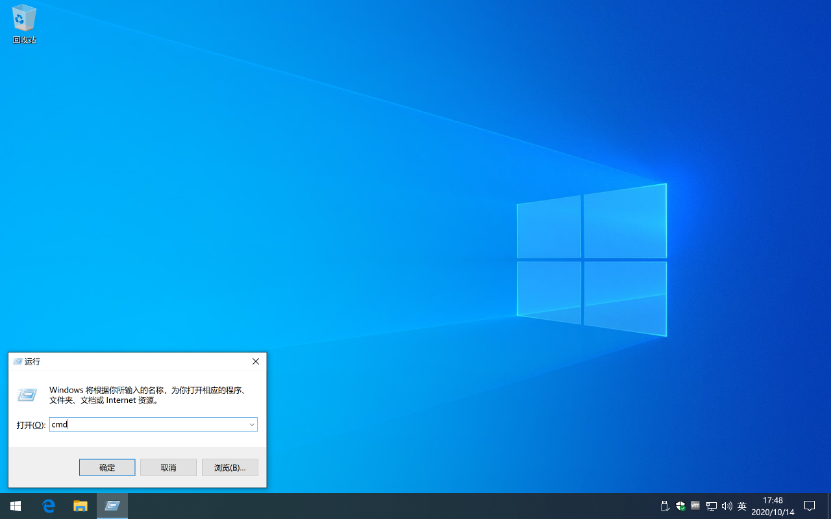 回收站
运行
Windows 将根据你所输入的名称，为你打开相应的程序、
文件夹、文档或 Internet 资源。
打开(O): cmd
确定 取消 浏览(B)...
英 17:48
2020/10/14